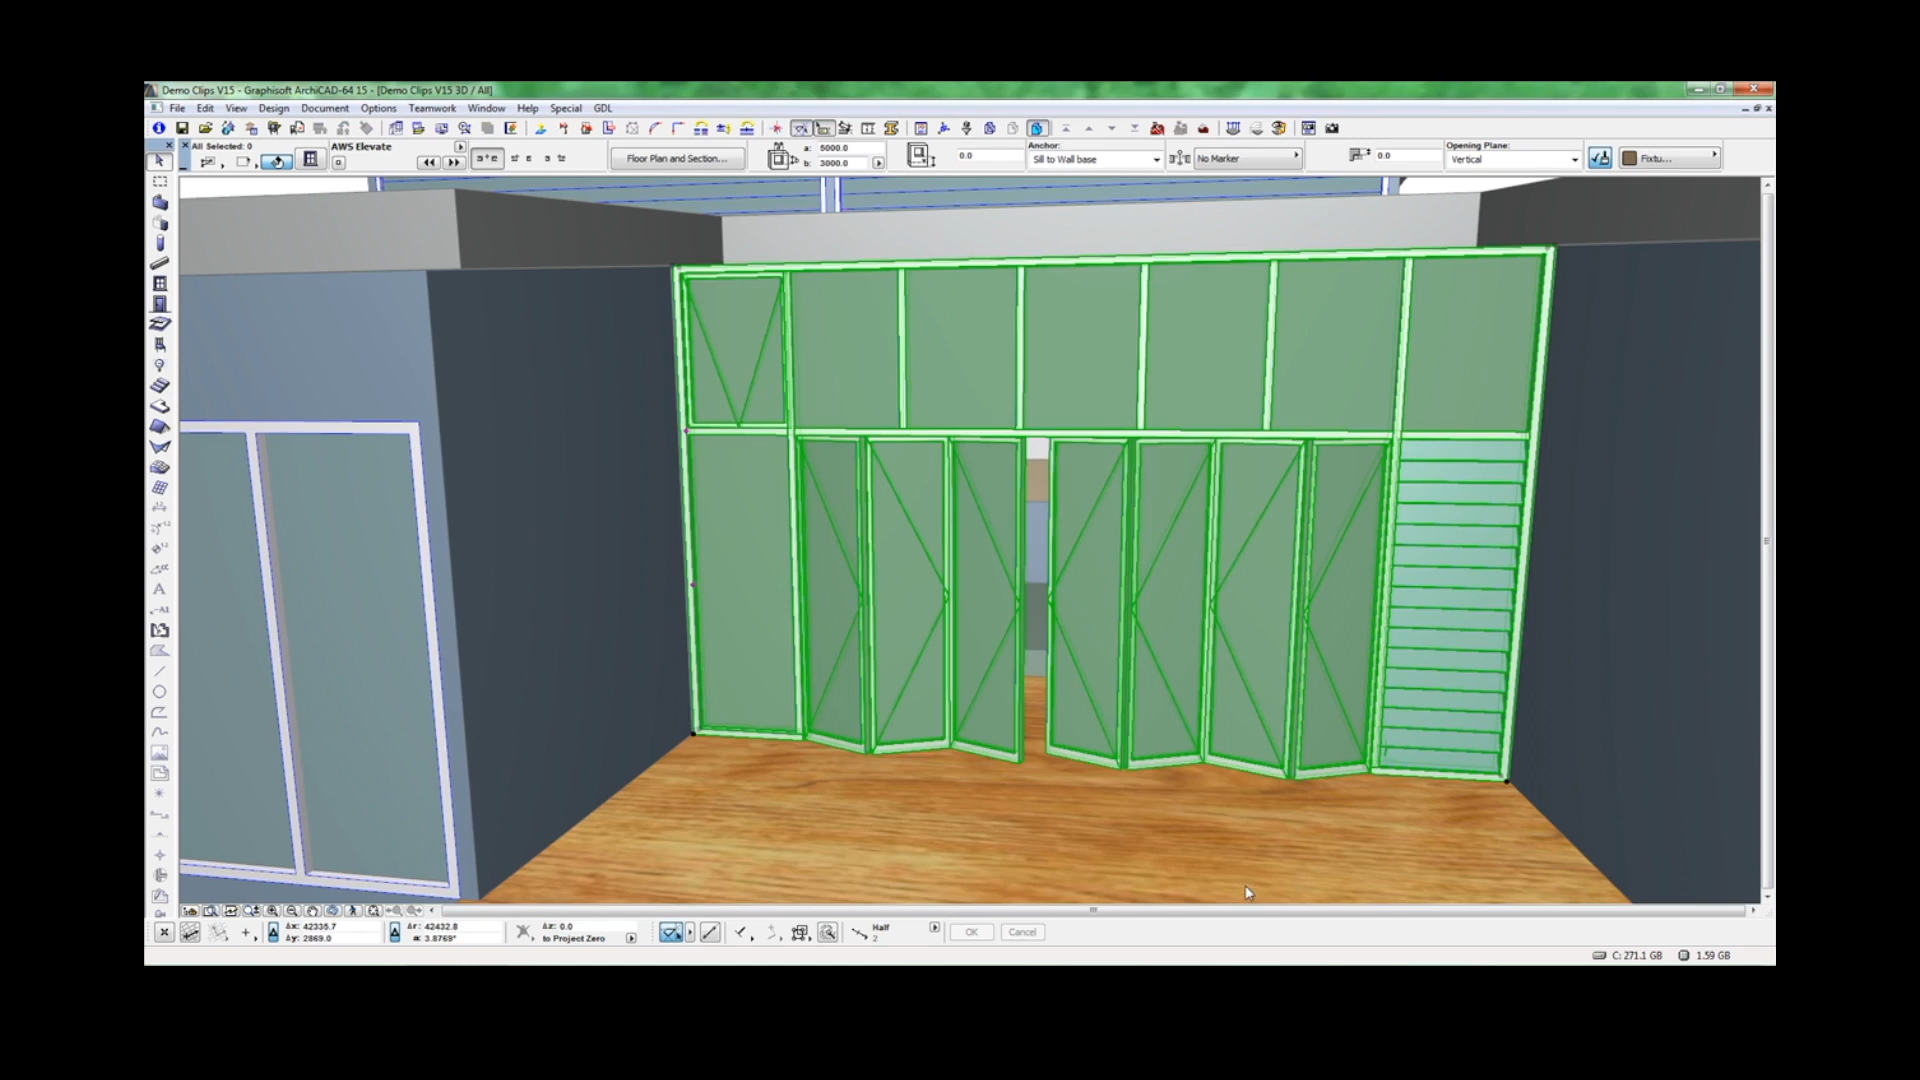 Demo Clips V15 - Graphisoft ArchiCAD-64 15 - [Demo Clips V15 3D / All]
File Edit View Design Document Options Teamwork Window Help Special GDL
All Selected: 0
AWS Elevate
Floor Plan and Section...
a: 5000.0
b: 3000.0
0.0
Anchor:
Sill to Wall base
No Marker
0.0
Opening Plane:
Vertical
Fixtu...
Δx: 42335.7
Δy: 2869.0
Δr: 42432.8
α: 3.8769°
Δz: 0.0
to Project Zero
Half
2
OK
Cancel
C: 271.1 GB
1.59 GB